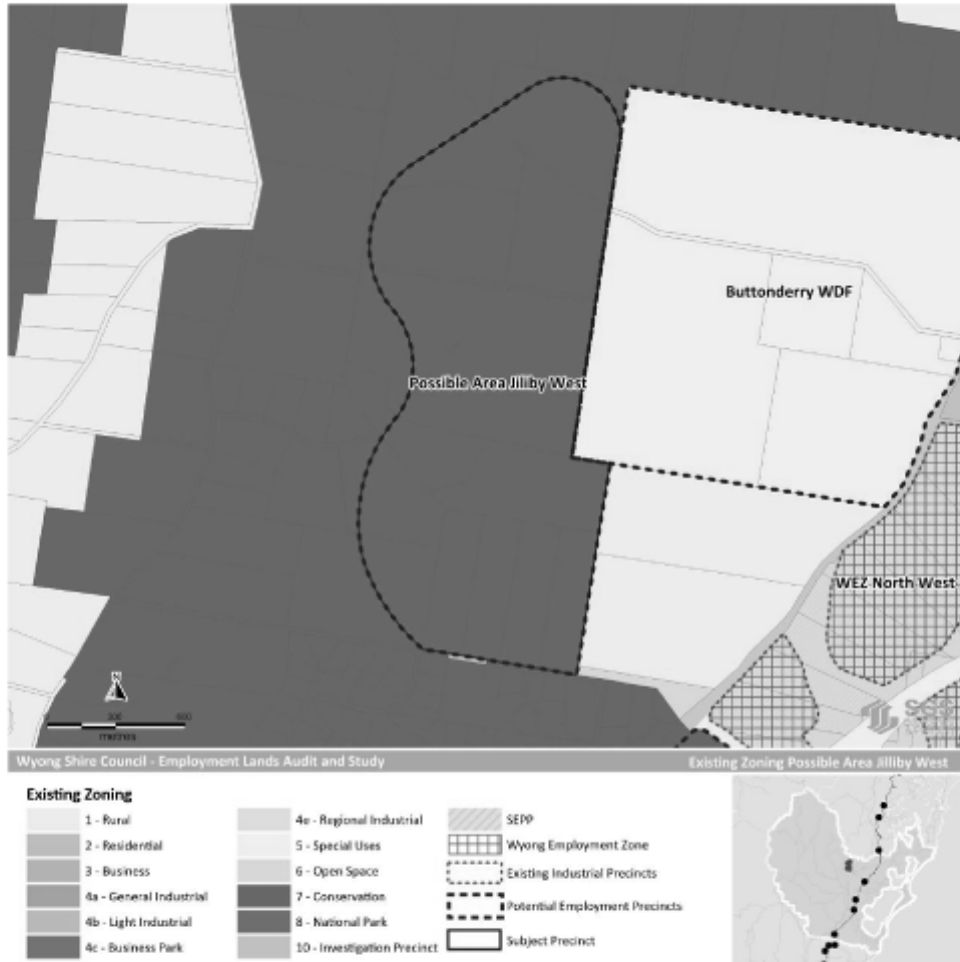 Buttonderry WDF
Possible Area Jiliby West
WEZ North West
N
metres
SGS
Wyong Shire Council - Employment Lands Audit and Study
Existing Zoning Possible Area Jilliby West
Existing Zoning
1 - Rural
2 - Residential
3 - Business
4a - General Industrial
4b - Light Industrial
4c - Business Park
4e - Regional Industrial
5 - Special Uses
6 - Open Space
7 - Conservation
8 - National Park
10 - Investigation Precinct
SEPP
Wyong Employment Zone
Existing Industrial Precincts
Potential Employment Precincts
Subject Precinct